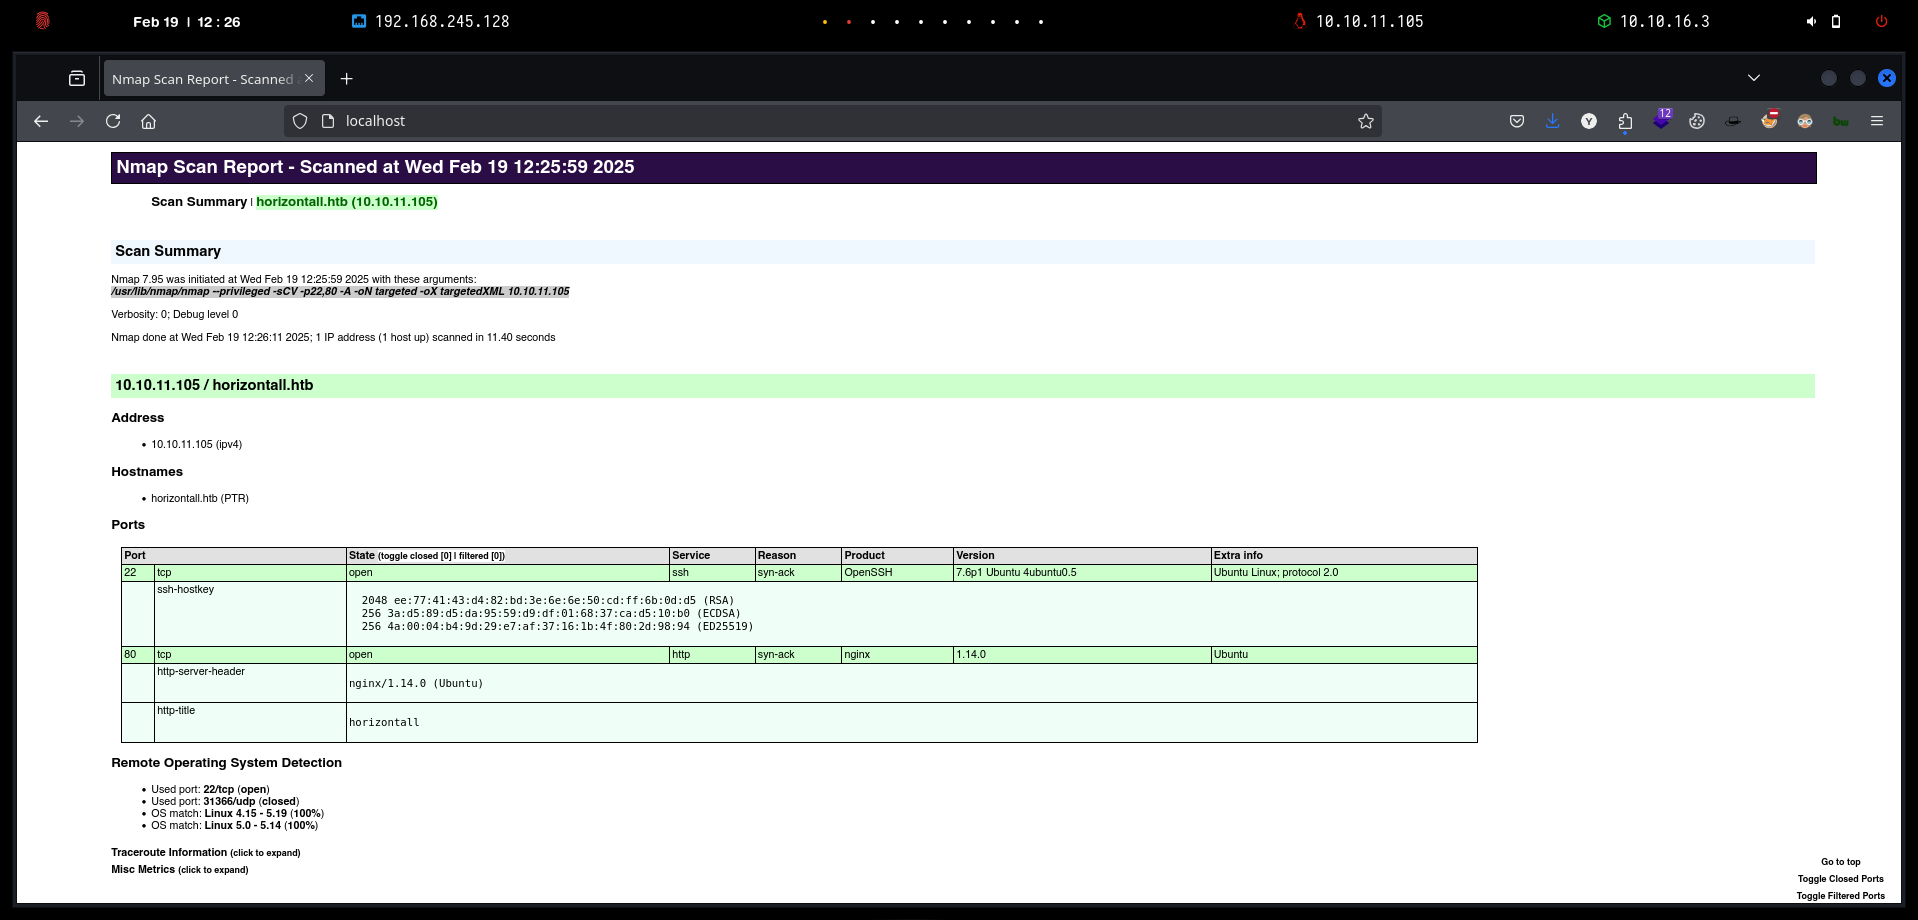 Feb 19 | 12 : 26
192.168.245.128
10.10.11.105
10.10.16.3
Nmap Scan Report - Scanned
localhost
12
Y
bw
Nmap Scan Report - Scanned at Wed Feb 19 12:25:59 2025
Scan Summary | horizontall.htb (10.10.11.105)
Scan Summary
Nmap 7.95 was initiated at Wed Feb 19 12:25:59 2025 with these arguments:
/usr/lib/nmap/nmap --privileged -sCV -p22,80 -A -oN targeted -oX targetedXML 10.10.11.105
Verbosity: 0; Debug level 0
Nmap done at Wed Feb 19 12:26:11 2025; 1 IP address (1 host up) scanned in 11.40 seconds
10.10.11.105 / horizontall.htb
Address
• 10.10.11.105 (ipv4)
Hostnames
• horizontall.htb (PTR)
Ports
Port State (toggle closed [0] | filtered [0]) Service Reason Product Version Extra info
22 tcp open ssh syn-ack OpenSSH 7.6p1 Ubuntu 4ubuntu0.5 Ubuntu Linux; protocol 2.0
ssh-hostkey
2048 ee:77:41:43:d4:82:bd:3e:6e:6e:50:cd:ff:6b:0d:d5 (RSA)
256 3a:d5:89:d5:da:95:59:d9:df:01:68:37:ca:d5:10:b0 (ECDSA)
256 4a:00:04:b4:9d:29:e7:af:37:16:1b:4f:80:2d:98:94 (ED25519)
80 tcp open http syn-ack nginx 1.14.0 Ubuntu
http-server-header
nginx/1.14.0 (Ubuntu)
http-title
horizontall
Remote Operating System Detection
• Used port: 22/tcp (open)
• Used port: 31366/udp (closed)
• OS match: Linux 4.15 - 5.19 (100%)
• OS match: Linux 5.0 - 5.14 (100%)
Traceroute Information (click to expand)
Misc Metrics (click to expand)
Go to top
Toggle Closed Ports
Toggle Filtered Ports